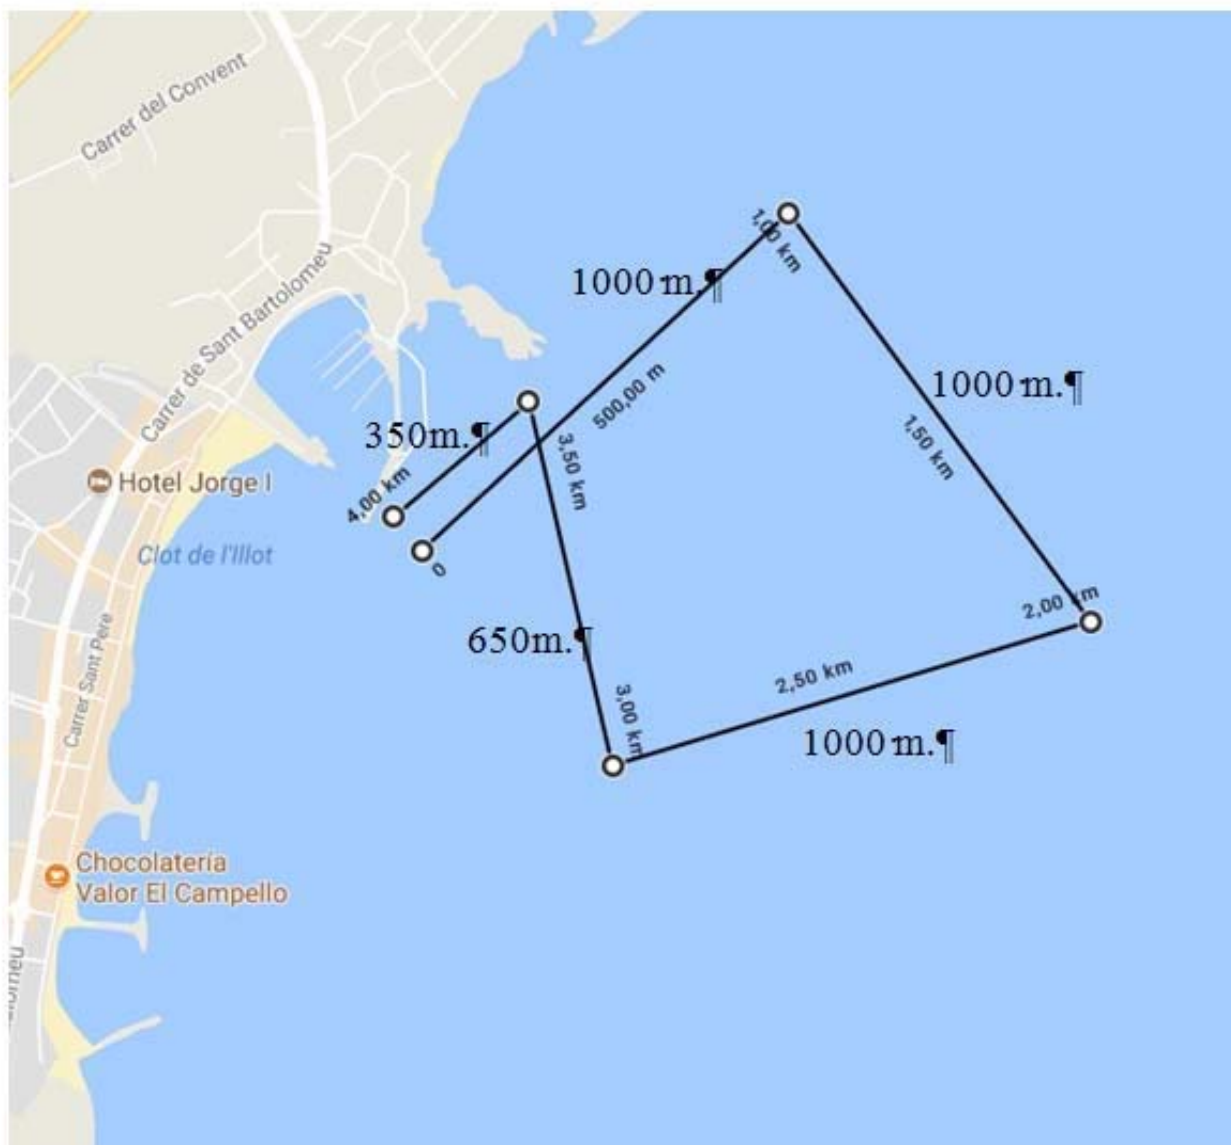 Carrer del Convent
1,00 km
1000 m.¶
Carrer de Sant Bartolomeu
1000 m.¶
500,00 m
1,50 km
350m.¶
3,50 km
Hotel Jorge I
4,00 km
Clot de l'Illot
0
2,00 km
Carrer Sant Pere
650m.¶
2,50 km
3,00 km
1000 m.¶
Chocolatería
Valor El Campello